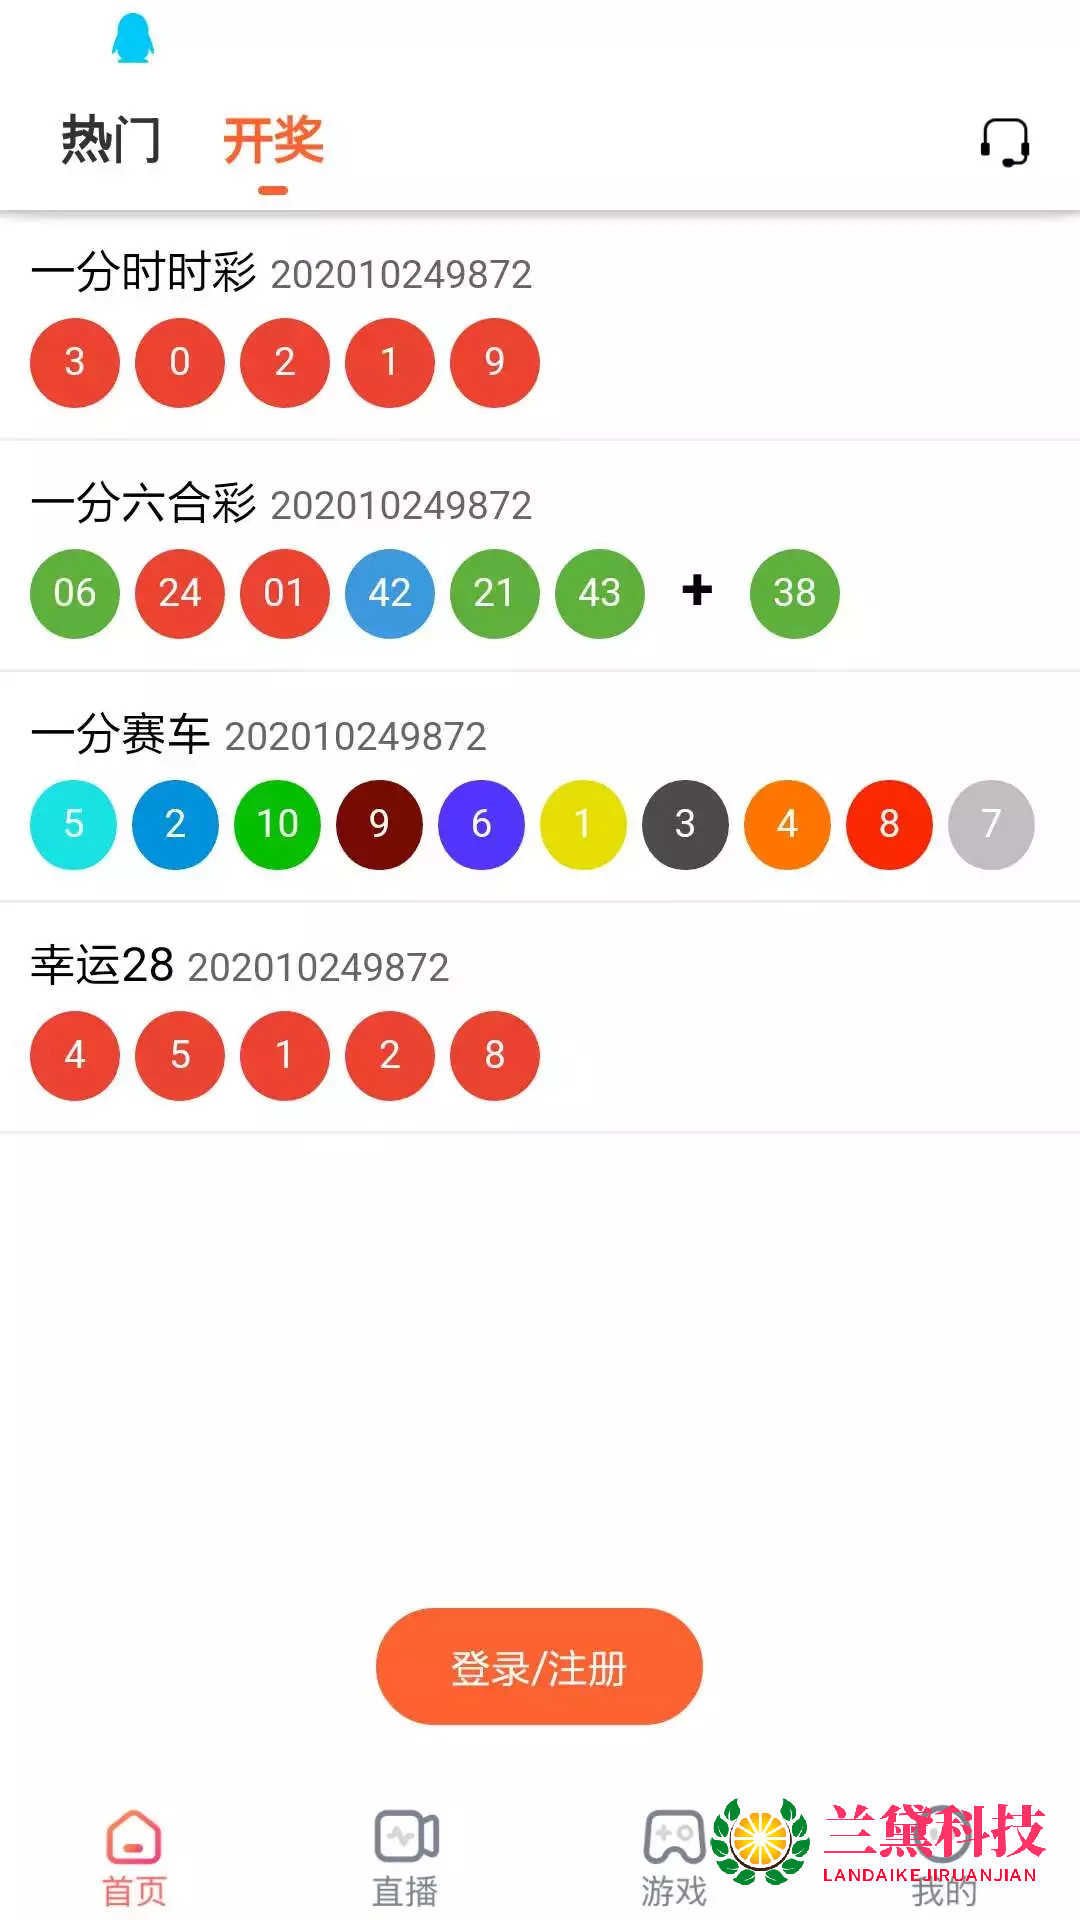 热门 开奖
一分时时彩 202010249872
3 0 2 1 9
一分六合彩 202010249872
06 24 01 42 21 43 + 38
一分赛车 202010249872
5 2 10 9 6 1 3 4 8 7
幸运28 202010249872
4 5 1 2 8
登录/注册
兰黛科技
LANDAIKEJIRUANJIAN
首页 直播 游戏 我的